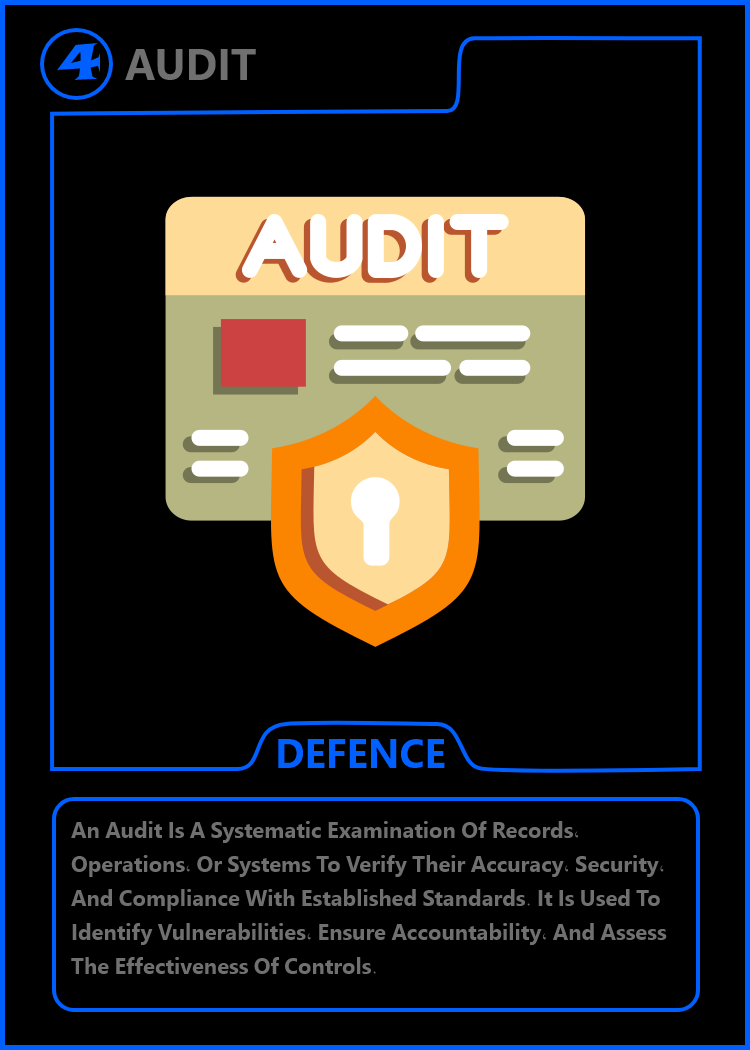 4 AUDIT
AUDIT
DEFENCE
An Audit Is A Systematic Examination Of Records،
Operations، Or Systems To Verify Their Accuracy، Security،
And Compliance With Established Standards. It Is Used To
Identify Vulnerabilities، Ensure Accountability، And Assess
The Effectiveness Of Controls.